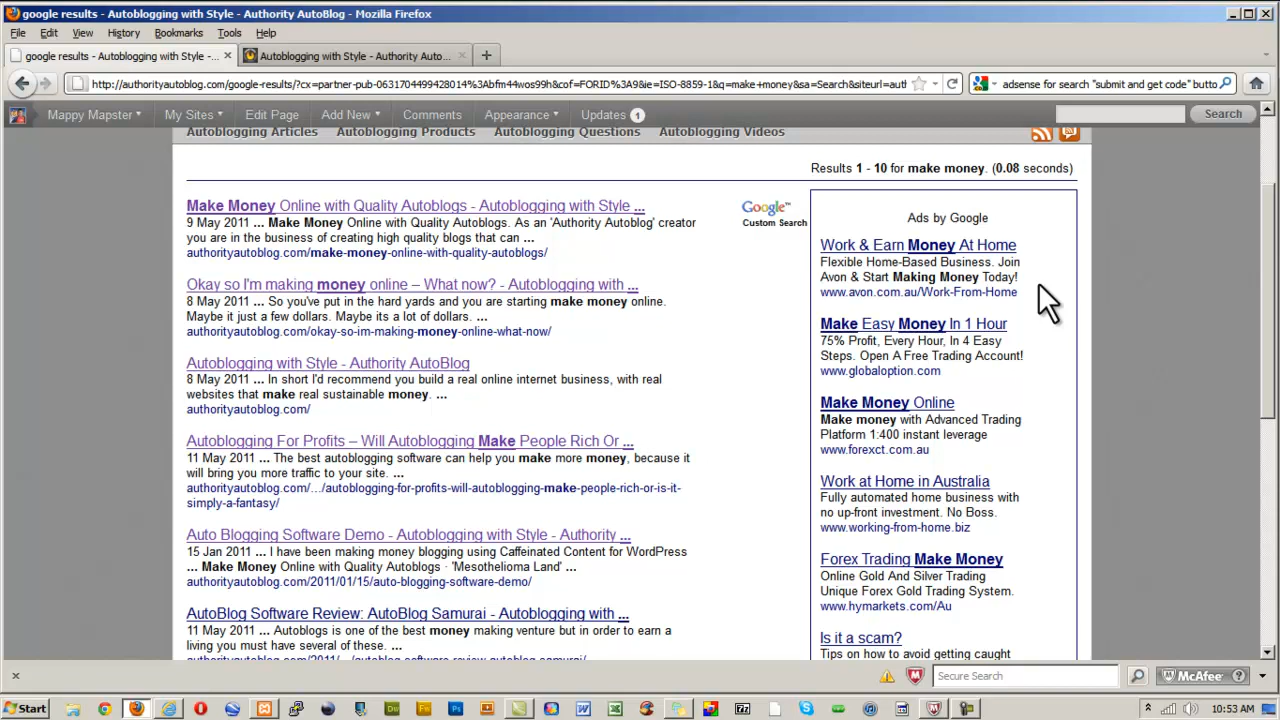 google results - Autoblogging with Style - Authority AutoBlog - Mozilla Firefox
File Edit View History Bookmarks Tools Help
google results - Autoblogging with Style -... Autoblogging with Style - Authority Auto...
http://authorityautoblog.com/google-results/?cx=partner-pub-0631704499428014%3Abfm44wos99h&cof=FORID%3A9&ie=ISO-8859-1&q=make+money&sa=Search&siteurl=aut adsense for search "submit and get code" butto
Mappy Mapster My Sites Edit Page Add New Comments Appearance Updates 1 Search
Autoblogging Articles Autoblogging Products Autoblogging Questions Autoblogging Videos
Results 1 - 10 for make money. (0.08 seconds)
Make Money Online with Quality Autoblogs - Autoblogging with Style ...
9 May 2011 ... Make Money Online with Quality Autoblogs. As an 'Authority Autoblog' creator
you are in the business of creating high quality blogs that can ...
authorityautoblog.com/make-money-online-with-quality-autoblogs/
Okay so I'm making money online – What now? - Autoblogging with ...
8 May 2011 ... So you've put in the hard yards and you are starting make money online.
Maybe it just a few dollars. Maybe its a lot of dollars. ...
authorityautoblog.com/okay-so-im-making-money-online-what-now/
Autoblogging with Style - Authority AutoBlog
8 May 2011 ... In short I'd recommend you build a real online internet business, with real
websites that make real sustainable money. ...
authorityautoblog.com/
Autoblogging For Profits – Will Autoblogging Make People Rich Or ...
11 May 2011 ... The best autoblogging software can help you make more money, because it
will bring you more traffic to your site. ...
authorityautoblog.com/.../autoblogging-for-profits-will-autoblogging-make-people-rich-or-is-it-
simply-a-fantasy/
Auto Blogging Software Demo - Autoblogging with Style - Authority ...
15 Jan 2011 ... I have been making money blogging using Caffeinated Content for WordPress
... Make Money Online with Quality Autoblogs · 'Mesothelioma Land' ...
authorityautoblog.com/2011/01/15/auto-blogging-software-demo/
AutoBlog Software Review: AutoBlog Samurai - Autoblogging with ...
11 May 2011 ... Autoblogs is one of the best money making venture but in order to earn a
living you must have several of these. ...
authorityautoblog.com/2011/.../autoblog-software-review-autoblog-samurai/
Google™
Custom Search
Ads by Google
Work & Earn Money At Home
Flexible Home-Based Business. Join
Avon & Start Making Money Today!
www.avon.com.au/Work-From-Home
Make Easy Money In 1 Hour
75% Profit, Every Hour, In 4 Easy
Steps. Open A Free Trading Account!
www.globaloption.com
Make Money Online
Make money with Advanced Trading
Platform 1:400 instant leverage
www.forexct.com.au
Work at Home in Australia
Fully automated home business with
no up-front investment. No Boss.
www.working-from-home.biz
Forex Trading Make Money
Online Gold And Silver Trading
Unique Forex Gold Trading System.
www.hymarkets.com/Au
Is it a scam?
Tips on how to avoid getting caught
Secure Search McAfee
Start Dw Fw Ps 7z 10:53 AM